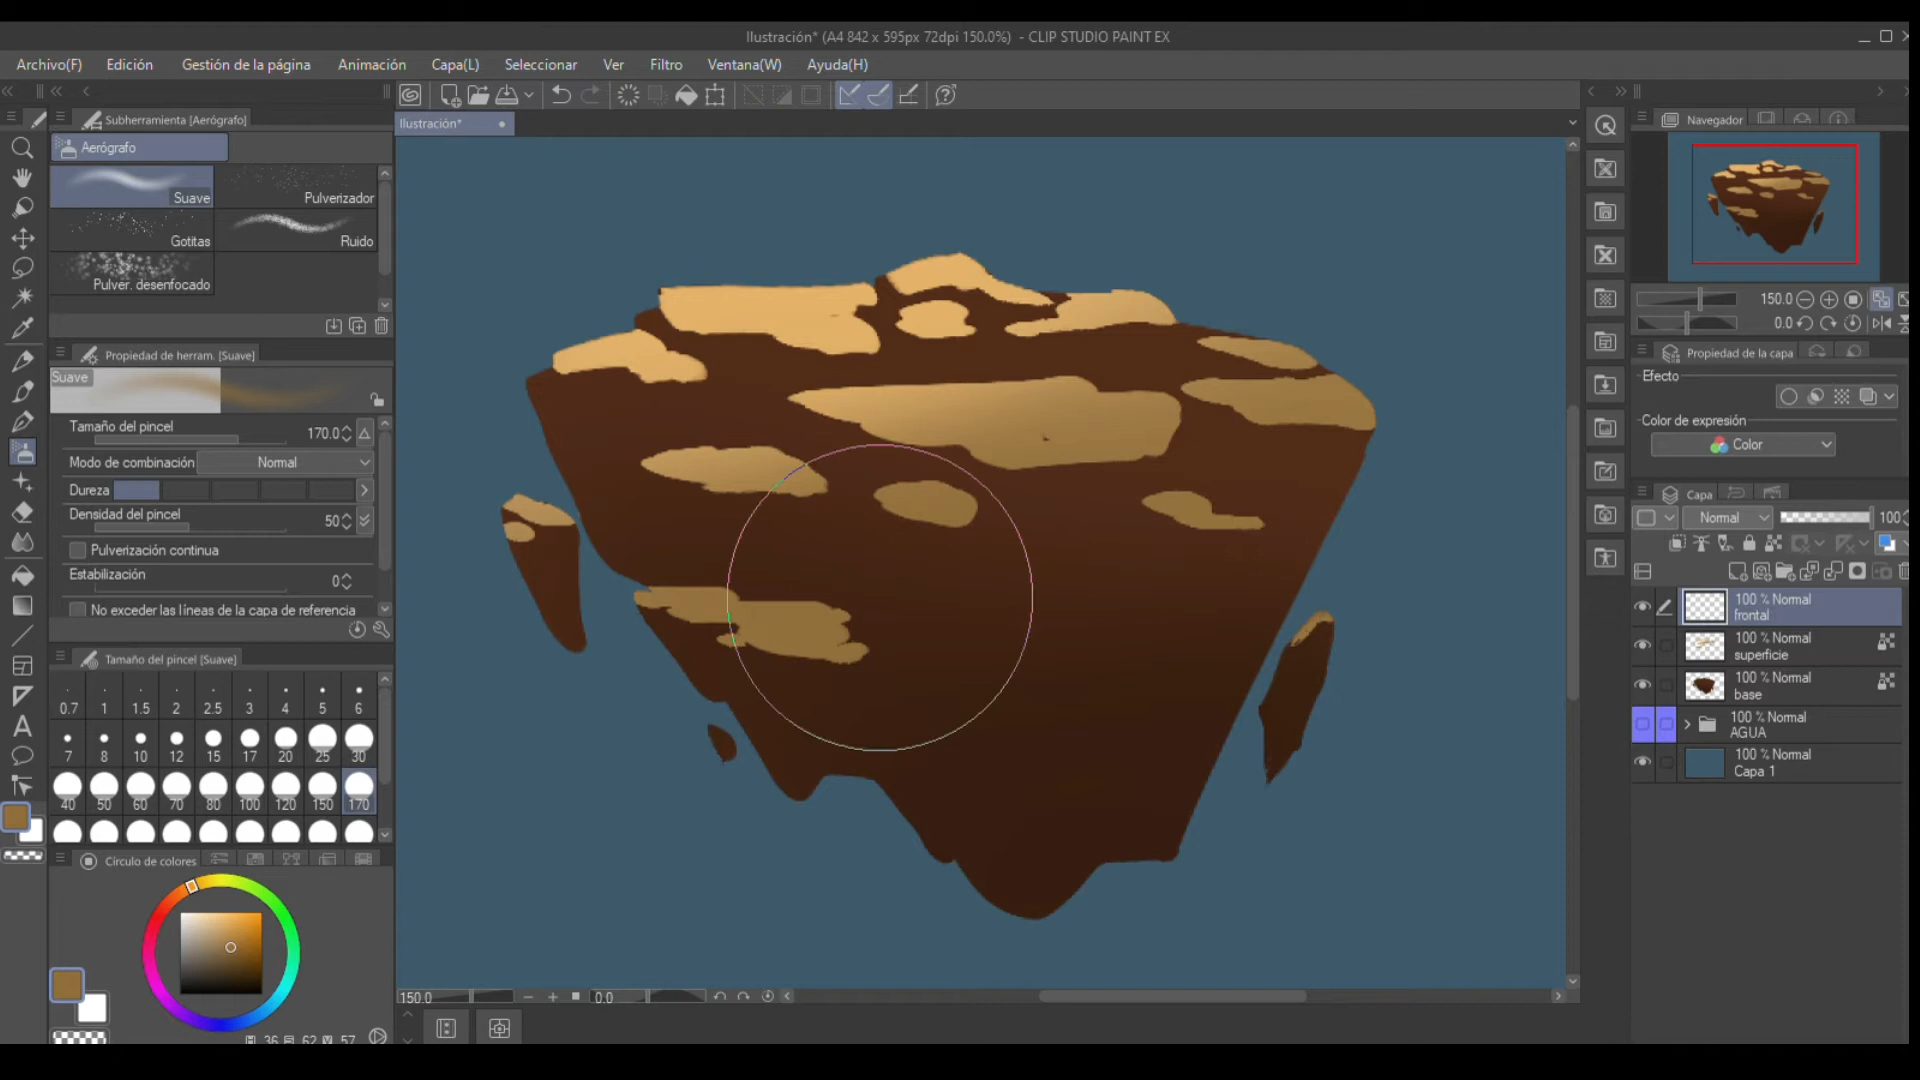 Ilustración* (A4 842 x 595px 72dpi 150.0%) - CLIP STUDIO PAINT EX
Archivo(F) Edición Gestión de la página Animación Capa(L) Seleccionar Ver Filtro Ventana(W) Ayuda(H)
Subherramienta [Aerógrafo]
Aerógrafo
Suave
Pulverizador
Gotitas
Ruido
Pulver. desenfocado
Propiedad de herram. [Suave]
Suave
Tamaño del pincel 170.0
Modo de combinación Normal
Dureza
Densidad del pincel 50
Pulverización continua
Estabilización 0
No exceder las líneas de la capa de referencia
Tamaño del pincel [Suave]
0.7 1 1.5 2 2.5 3 4 5 6
7 8 10 12 15 17 20 25 30
40 50 60 70 80 100 120 150 170
Círculo de colores
36 62 57
Ilustración*
150.0 0.0
Navegador
150.0
0.0
Propiedad de la capa
Efecto
Color de expresión
Color
Capa
Normal 100
100 % Normal
frontal
100 % Normal
superficie
100 % Normal
base
100 % Normal
AGUA
100 % Normal
Capa 1